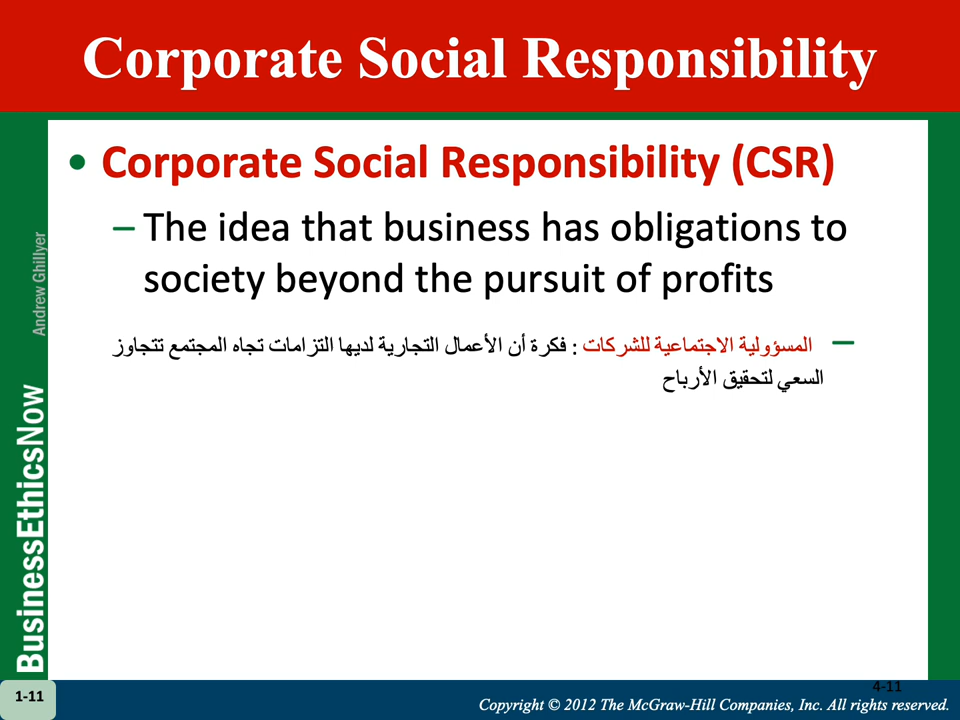 Corporate Social Responsibility
• Corporate Social Responsibility (CSR)
– The idea that business has obligations to
society beyond the pursuit of profits
– المسؤولية الاجتماعية للشركات : فكرة أن الأعمال التجارية لديها التزامات تجاه المجتمع تتجاوز
السعي لتحقيق الأرباح
BusinessEthicsNow
Andrew Ghillyer
1-11
4-11
Copyright © 2012 The McGraw-Hill Companies, Inc. All rights reserved.